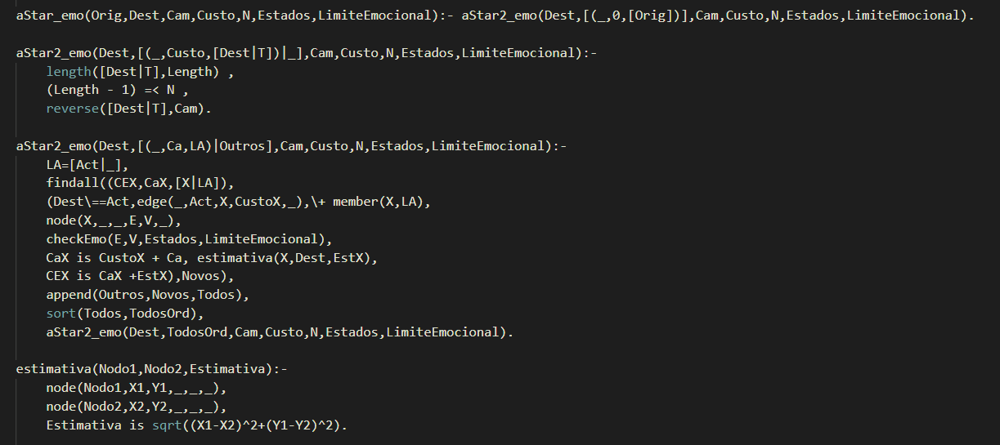 aStar_emo(Orig,Dest,Cam,Custo,N,Estados,LimiteEmocional):- aStar2_emo(Dest,[(_,0,[Orig])],Cam,Custo,N,Estados,LimiteEmocional).
aStar2_emo(Dest,[(_,Custo,[Dest|T])|_],Cam,Custo,N,Estados,LimiteEmocional):-
length([Dest|T],Length) ,
(Length - 1) =< N ,
reverse([Dest|T],Cam).
aStar2_emo(Dest,[(_,Ca,LA)|Outros],Cam,Custo,N,Estados,LimiteEmocional):-
LA=[Act|_],
findall((CEX,CaX,[X|LA]),
(Dest\==Act,edge(_,Act,X,CustoX,_),\+ member(X,LA),
node(X,_,_,E,V,_),
checkEmo(E,V,Estados,LimiteEmocional),
CaX is CustoX + Ca, estimativa(X,Dest,EstX),
CEX is CaX +EstX),Novos),
append(Outros,Novos,Todos),
sort(Todos,TodosOrd),
aStar2_emo(Dest,TodosOrd,Cam,Custo,N,Estados,LimiteEmocional).
estimativa(Nodo1,Nodo2,Estimativa):-
node(Nodo1,X1,Y1,_,_,_),
node(Nodo2,X2,Y2,_,_,_),
Estimativa is sqrt((X1-X2)^2+(Y1-Y2)^2).